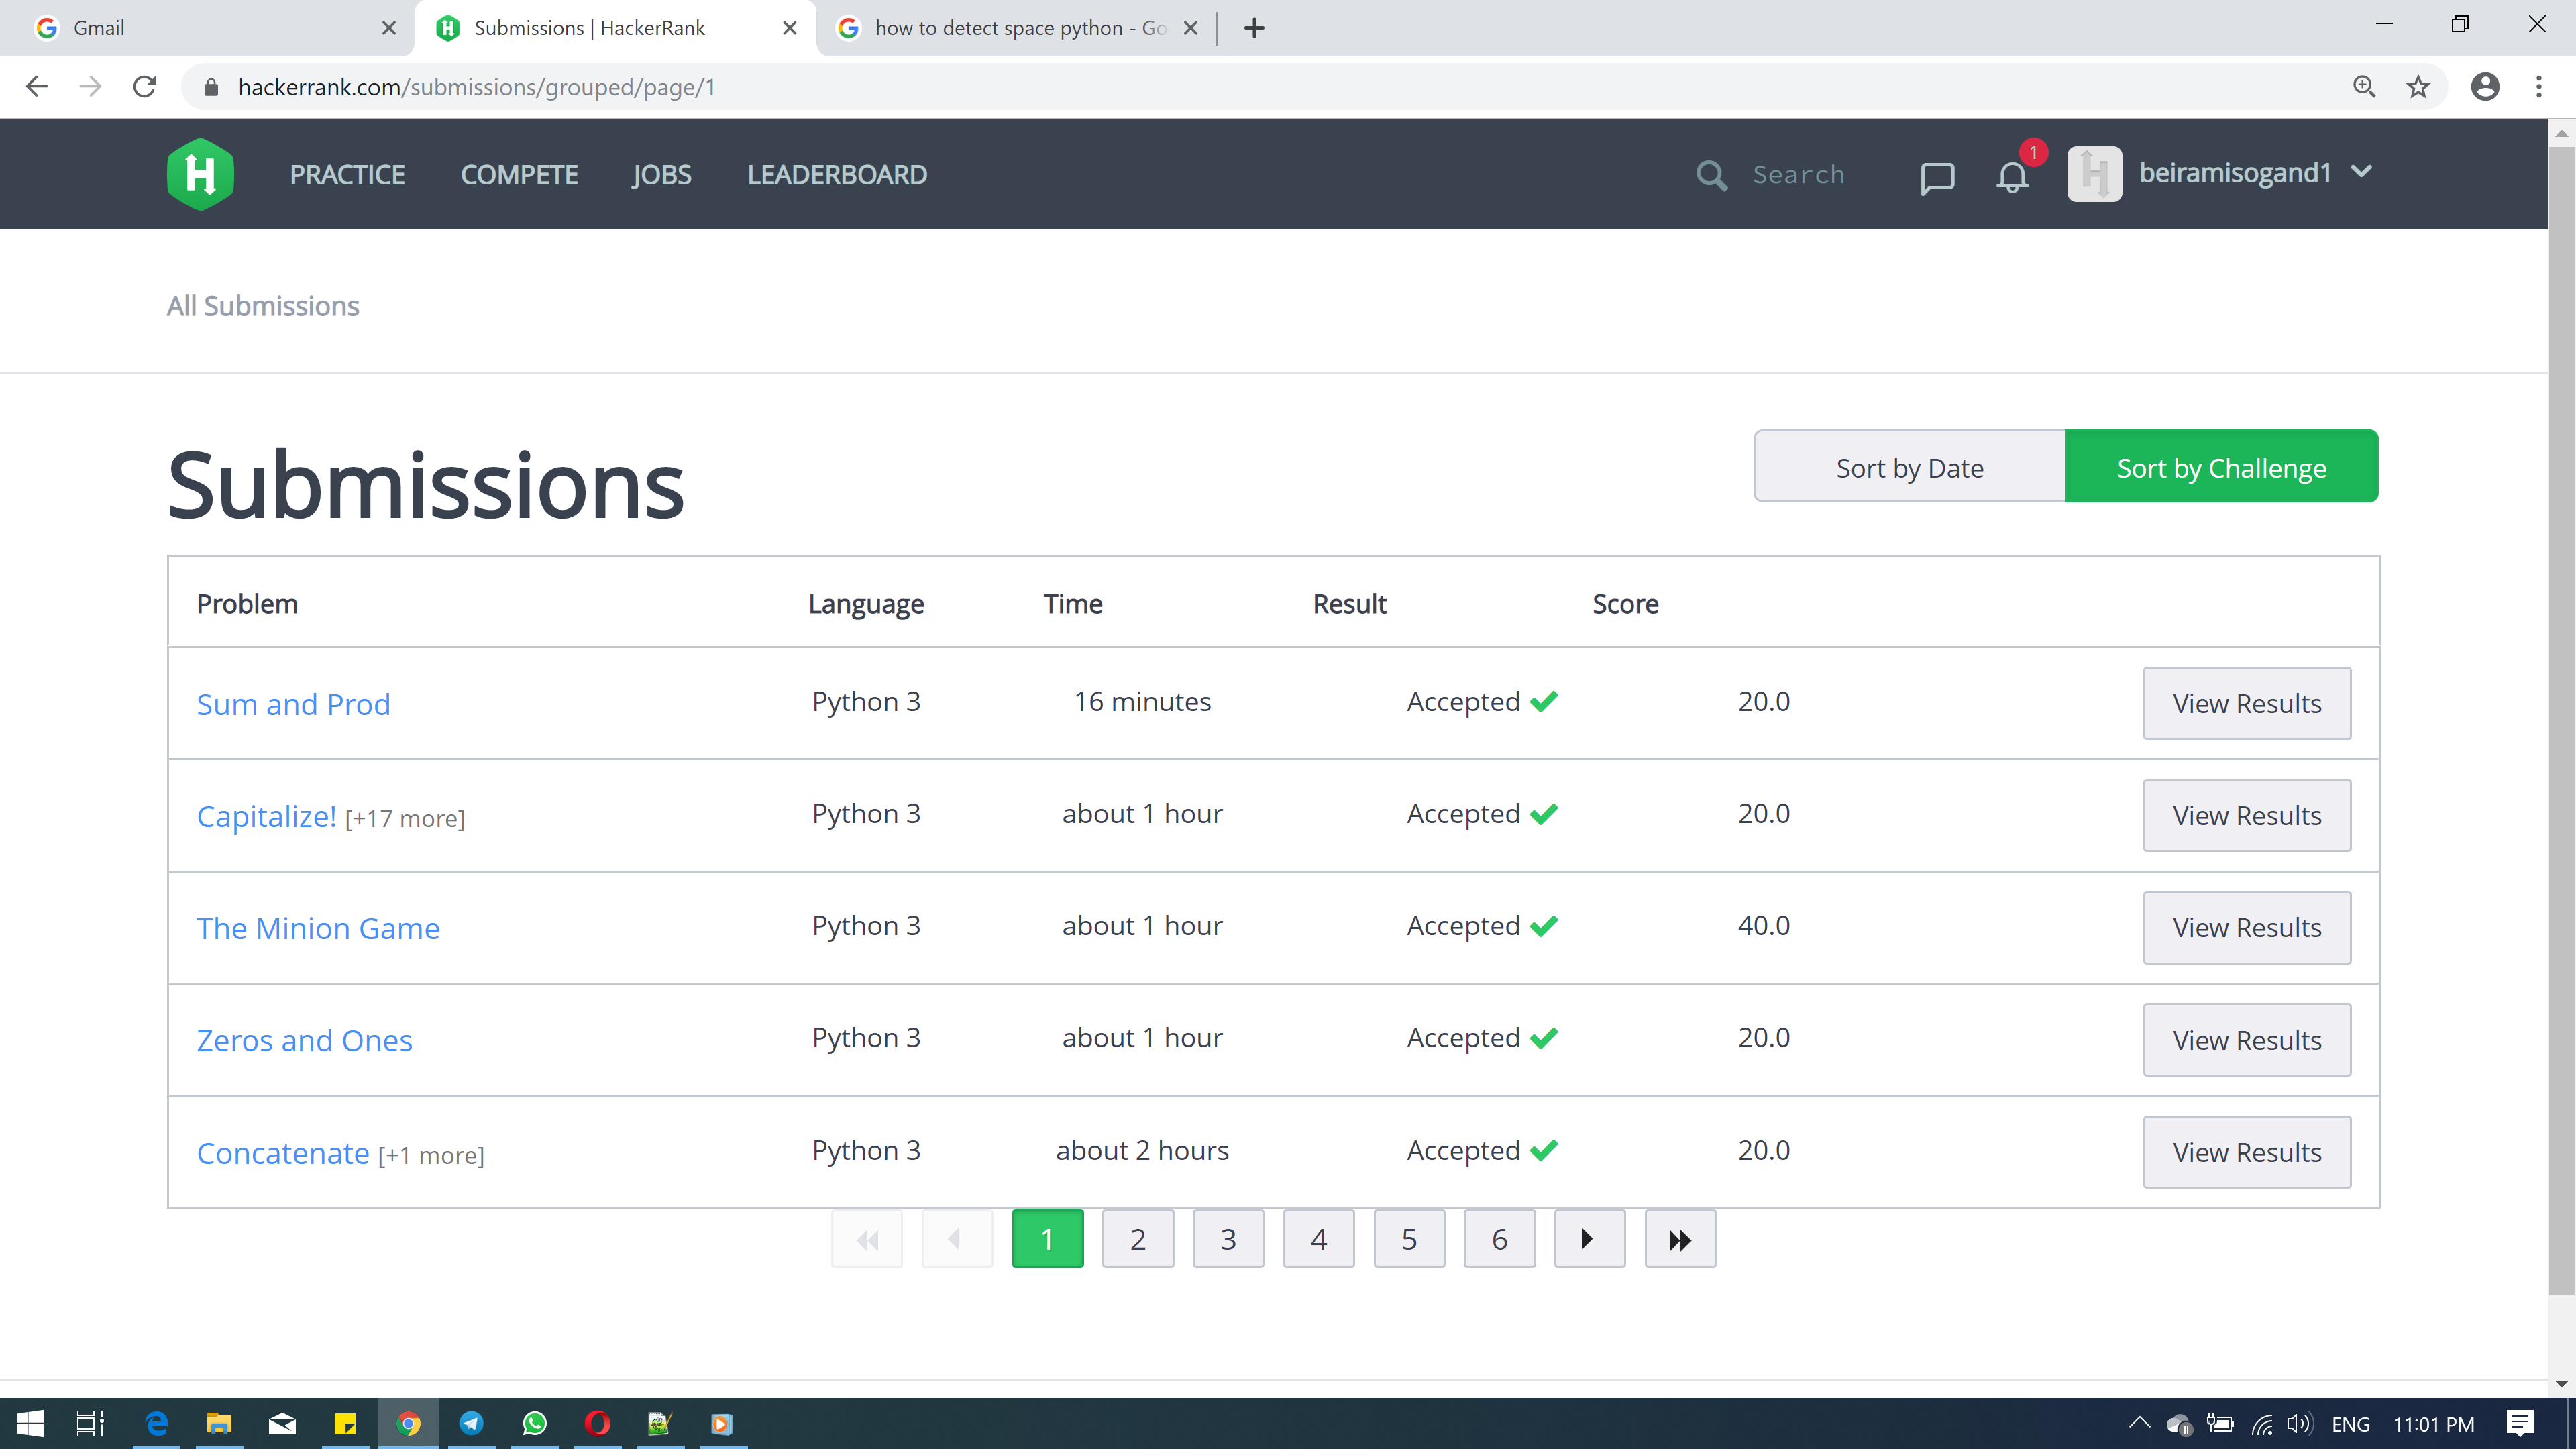 Gmail
Submissions | HackerRank
how to detect space python - Go
hackerrank.com/submissions/grouped/page/1
PRACTICE COMPETE JOBS LEADERBOARD Search 1 beiramisogand1
All Submissions
Submissions
Sort by Date Sort by Challenge
Problem Language Time Result Score
Sum and Prod Python 3 16 minutes Accepted 20.0 View Results
Capitalize! [+17 more] Python 3 about 1 hour Accepted 20.0 View Results
The Minion Game Python 3 about 1 hour Accepted 40.0 View Results
Zeros and Ones Python 3 about 1 hour Accepted 20.0 View Results
Concatenate [+1 more] Python 3 about 2 hours Accepted 20.0 View Results
1 2 3 4 5 6
ENG 11:01 PM